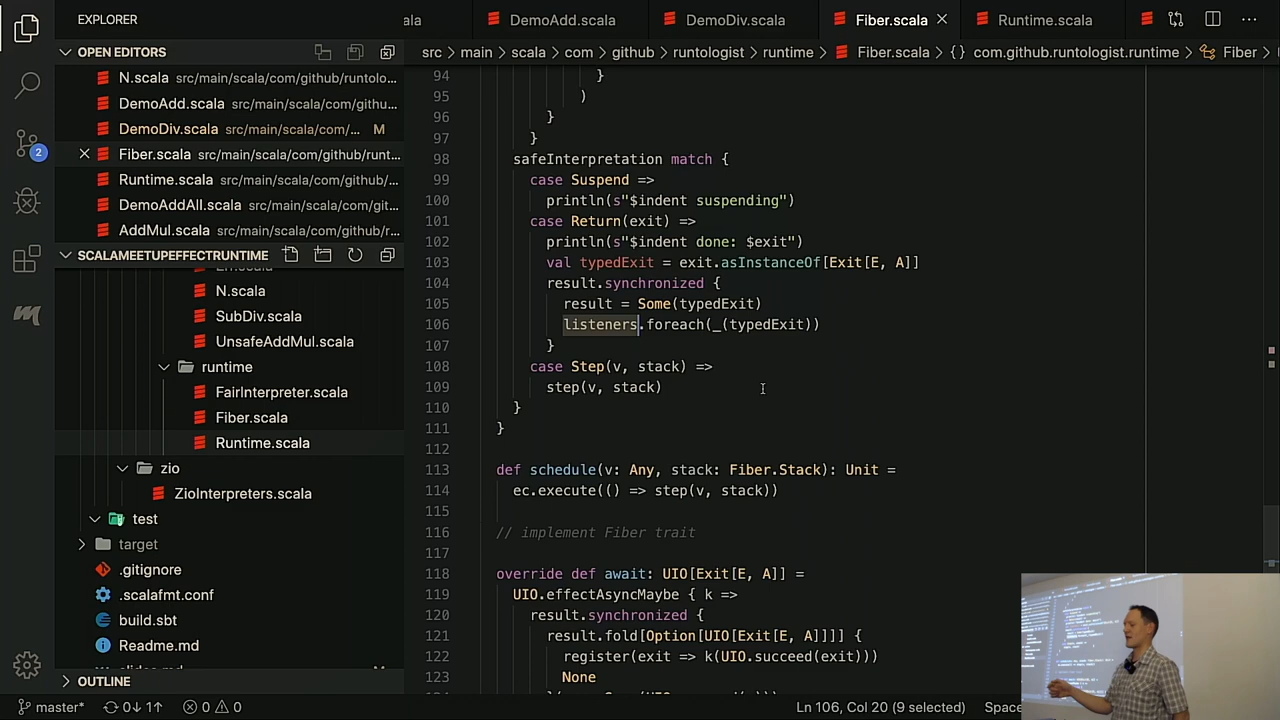 EXPLORER
OPEN EDITORS
N.scala src/main/scala/com/github/runtolo...
DemoAdd.scala src/main/scala/com/githu...
DemoDiv.scala src/main/scala/com/... M
Fiber.scala src/main/scala/com/github/runt...
Runtime.scala src/main/scala/com/github/...
DemoAddAll.scala src/main/scala/com/git...
AddMul.scala src/main/scala/com/github/r...
SCALAMEETUPEFFECTRUNTIME
N.scala
SubDiv.scala
UnsafeAddMul.scala
runtime
FairInterpreter.scala
Fiber.scala
Runtime.scala
zio
ZioInterpreters.scala
test
target
.gitignore
.scalafmt.conf
build.sbt
Readme.md
OUTLINE
ala DemoAdd.scala DemoDiv.scala Fiber.scala Runtime.scala
src > main > scala > com > github > runtologist > runtime > Fiber.scala > {} com.github.runtologist.runtime > Fiber >
94 }
95 )
96 }
97 }
98 safeInterpretation match {
99 case Suspend =>
100 println(s"$indent suspending")
101 case Return(exit) =>
102 println(s"$indent done: $exit")
103 val typedExit = exit.asInstanceOf[Exit[E, A]]
104 result.synchronized {
105 result = Some(typedExit)
106 listeners.foreach(_(typedExit))
107 }
108 case Step(v, stack) =>
109 step(v, stack)
110 }
111 }
112
113 def schedule(v: Any, stack: Fiber.Stack): Unit =
114 ec.execute(() => step(v, stack))
115
116 // implement Fiber trait
117
118 override def await: UIO[Exit[E, A]] =
119 UIO.effectAsyncMaybe { k =>
120 result.synchronized {
121 result.fold[Option[UIO[Exit[E, A]]]] {
122 register(exit => k(UIO.succeed(exit)))
123 None
2
master* 0↓ 1↑ 0 0 Ln 106, Col 20 (9 selected)